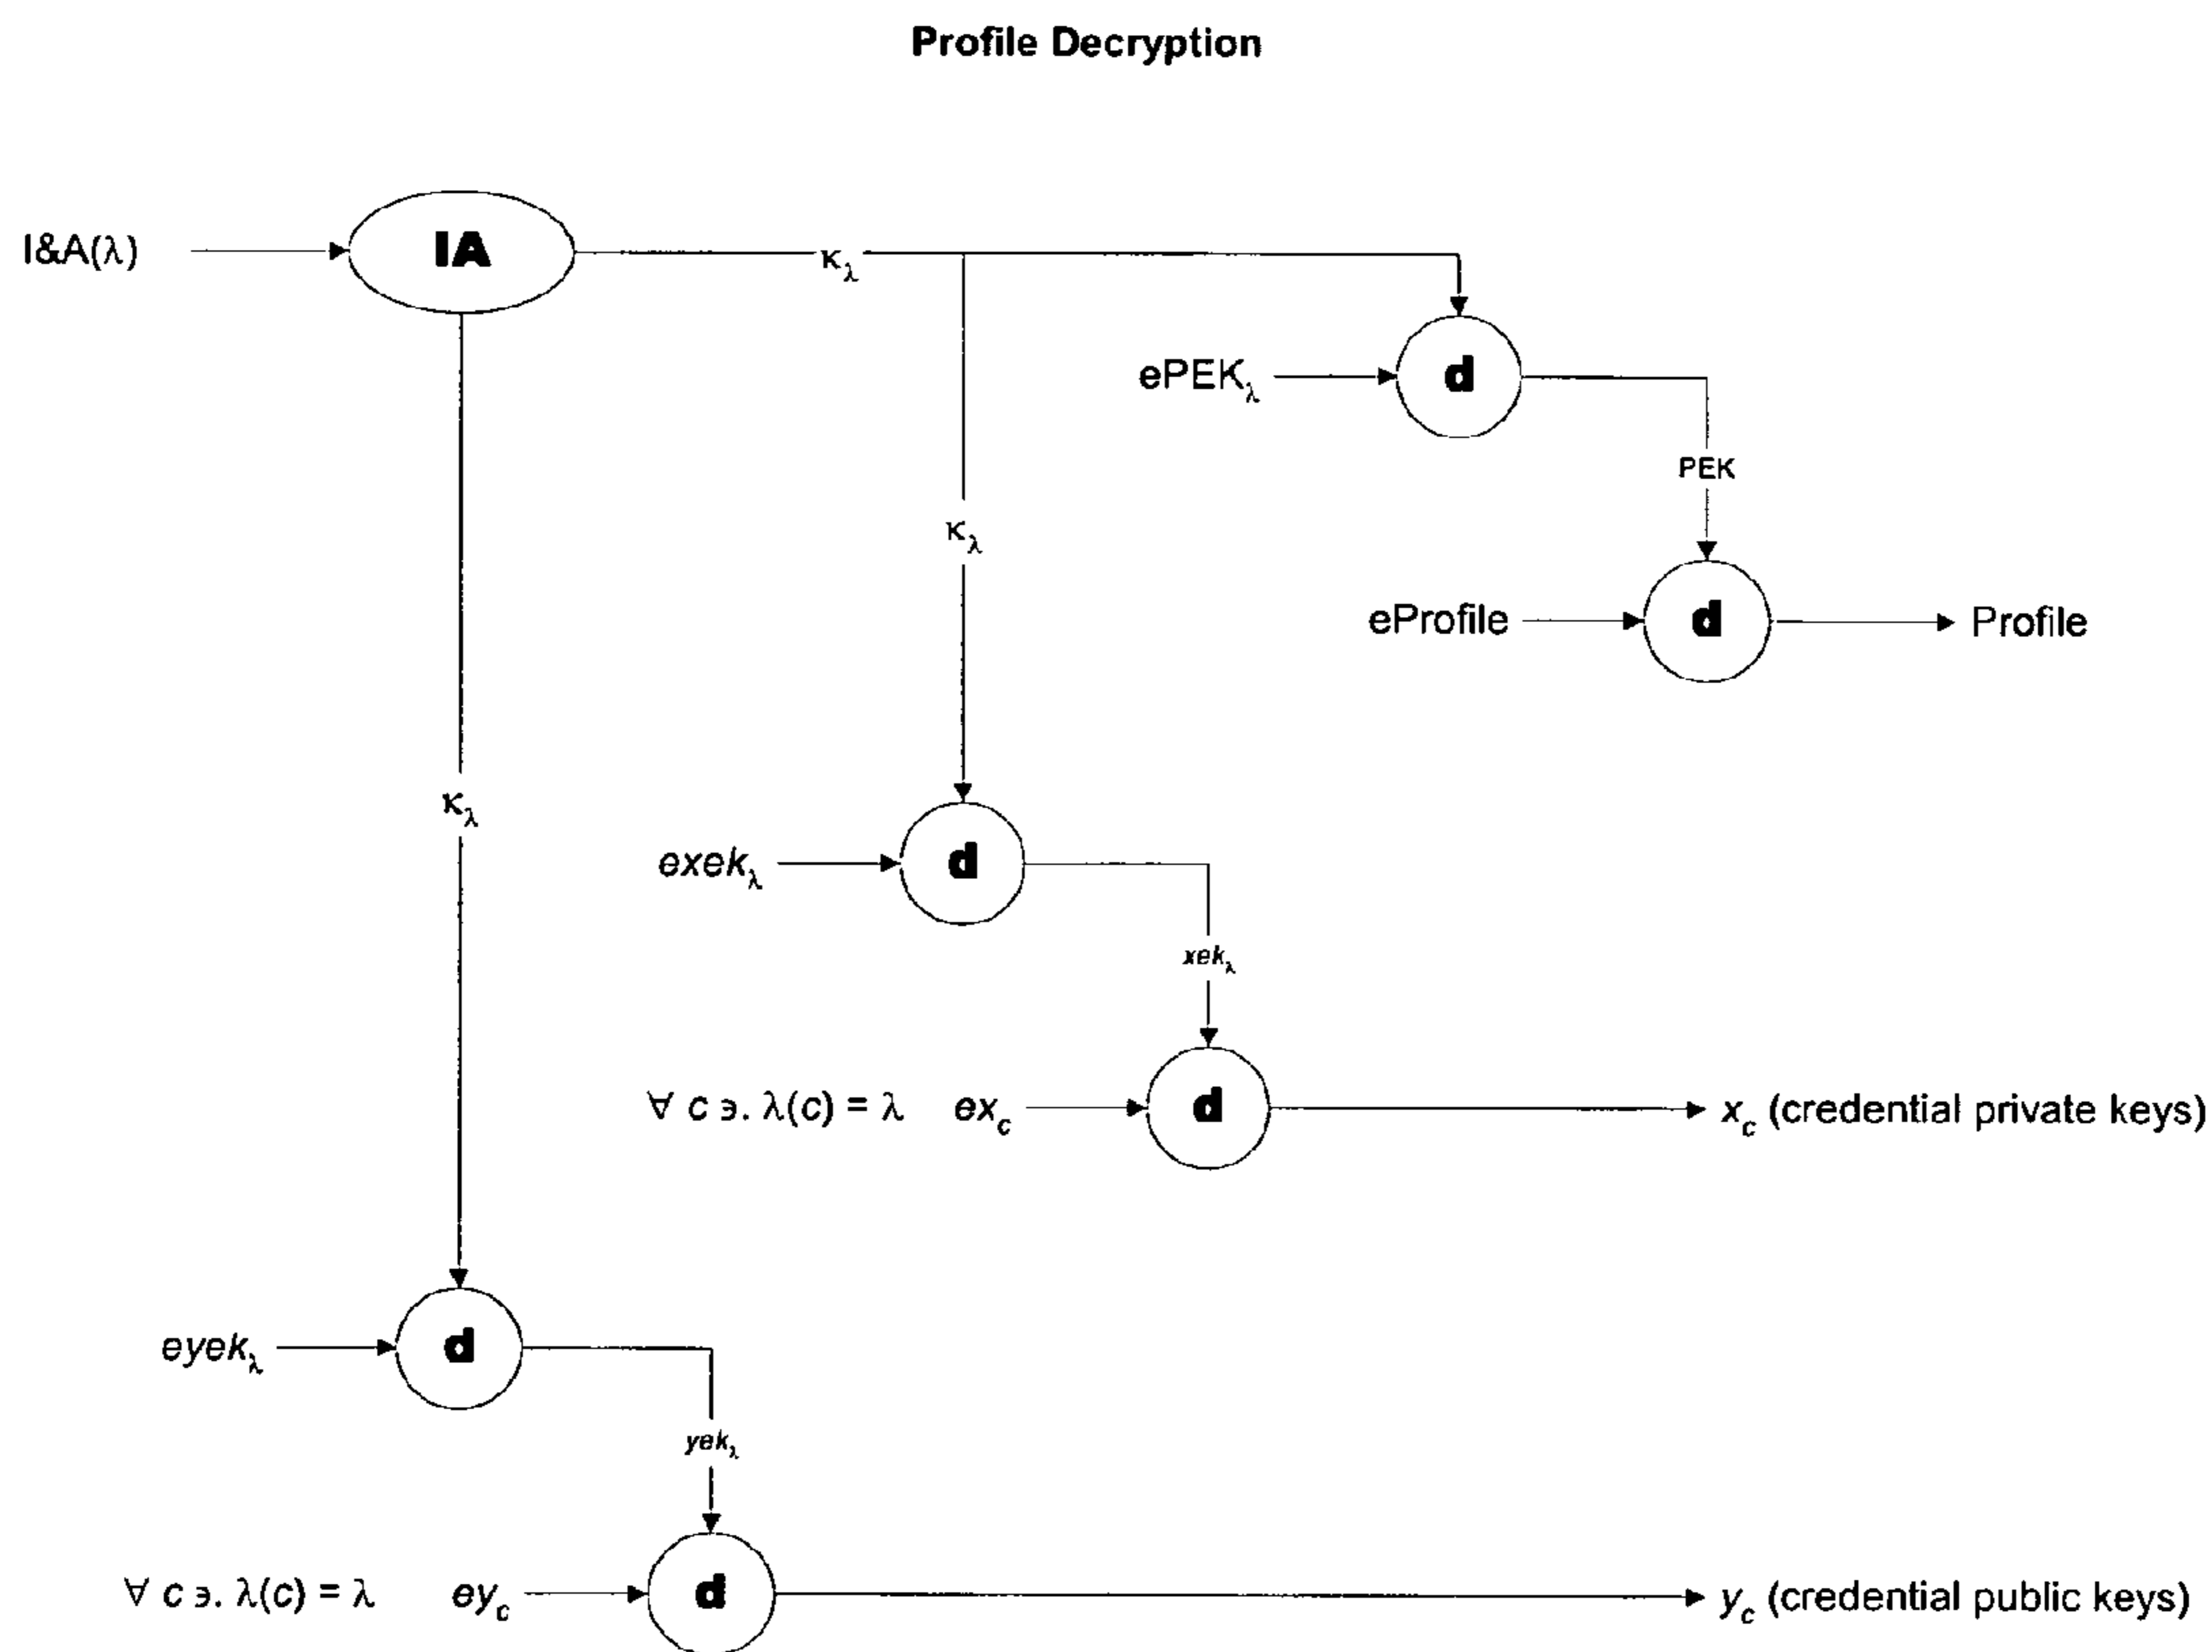 Profile Decryption
I&A(λ)
IA
κλ
ePEKλ
d
PEK
κλ
eProfile
d
Profile
κλ
exekλ
d
xekλ
∀ c ∍. λ(c) = λ exc
d
xc (credential private keys)
eyekλ
d
yekλ
∀ c ∍. λ(c) = λ eyc
d
yc (credential public keys)